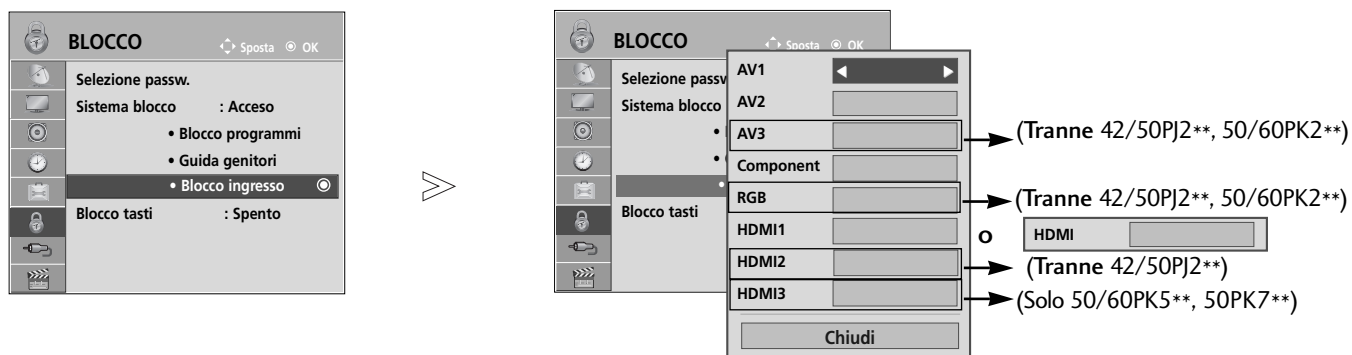 BLOCCO
Sposta OK
Selezione passw.
Sistema blocco : Acceso
• Blocco programmi
• Guida genitori
• Blocco ingresso
Blocco tasti : Spento
BLOCCO
Sposta OK
Selezione passw
Sistema blocco
•
•
•
Blocco tasti
AV1
AV2
AV3
Component
RGB
HDMI1
HDMI2
HDMI3
Chiudi
(Tranne 42/50PJ2**, 50/60PK2**)
(Tranne 42/50PJ2**, 50/60PK2**)
o HDMI
(Tranne 42/50PJ2**)
(Solo 50/60PK5**, 50PK7**)